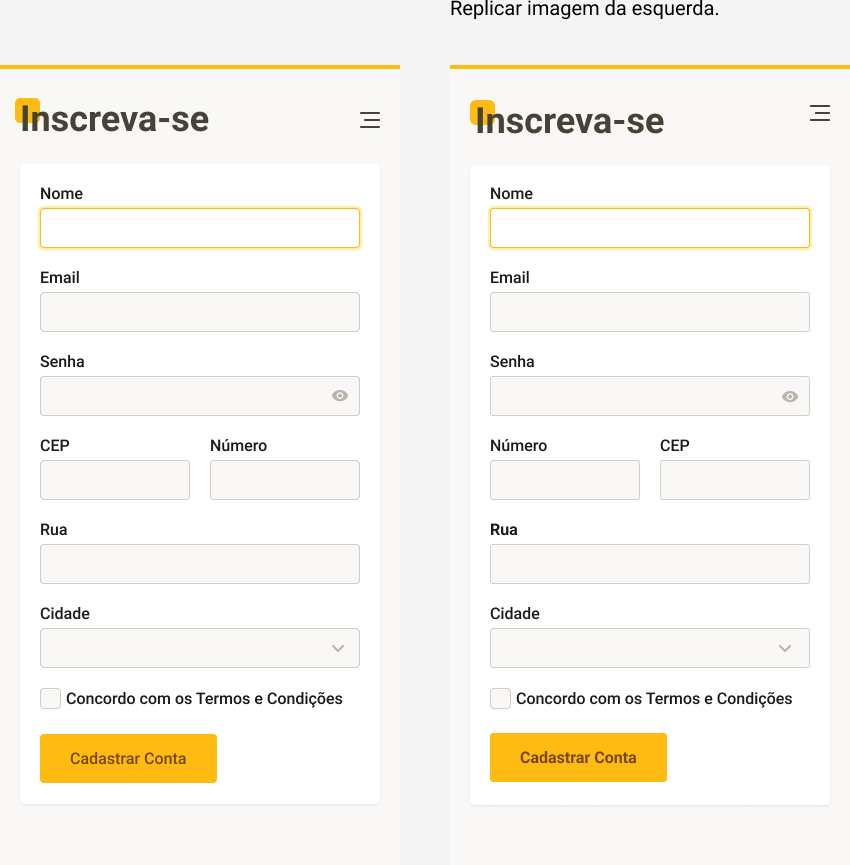 Replicar imagem da esquerda.
Inscreva-se
Nome
Email
Senha
CEP Número
Rua
Cidade
Concordo com os Termos e Condições
Cadastrar Conta
Inscreva-se
Nome
Email
Senha
Número CEP
Rua
Cidade
Concordo com os Termos e Condições
Cadastrar Conta